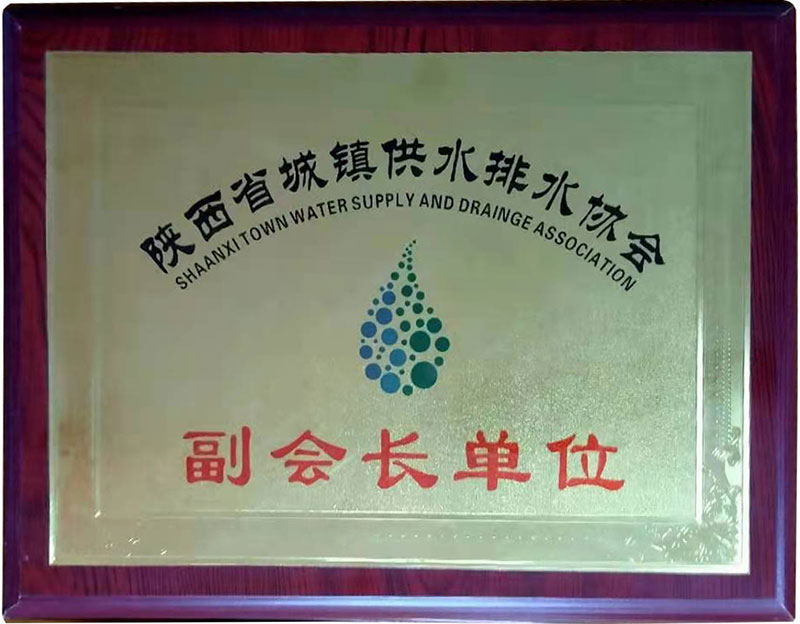 陕西省城镇供水排水协会
SHAANXI TOWN WATER SUPPLY AND DRAINGE ASSOCIATION
副会长单位